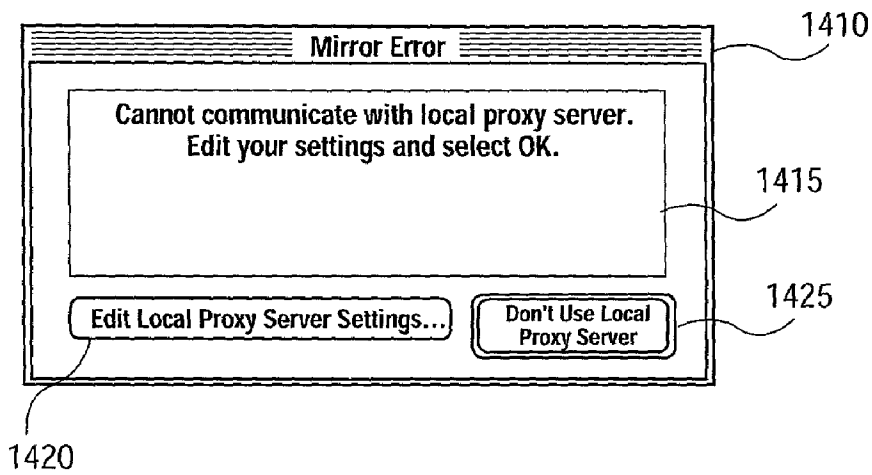 Mirror Error
1410
Cannot communicate with local proxy server.
Edit your settings and select OK.
1415
Edit Local Proxy Server Settings...
Don't Use Local
Proxy Server
1425
1420